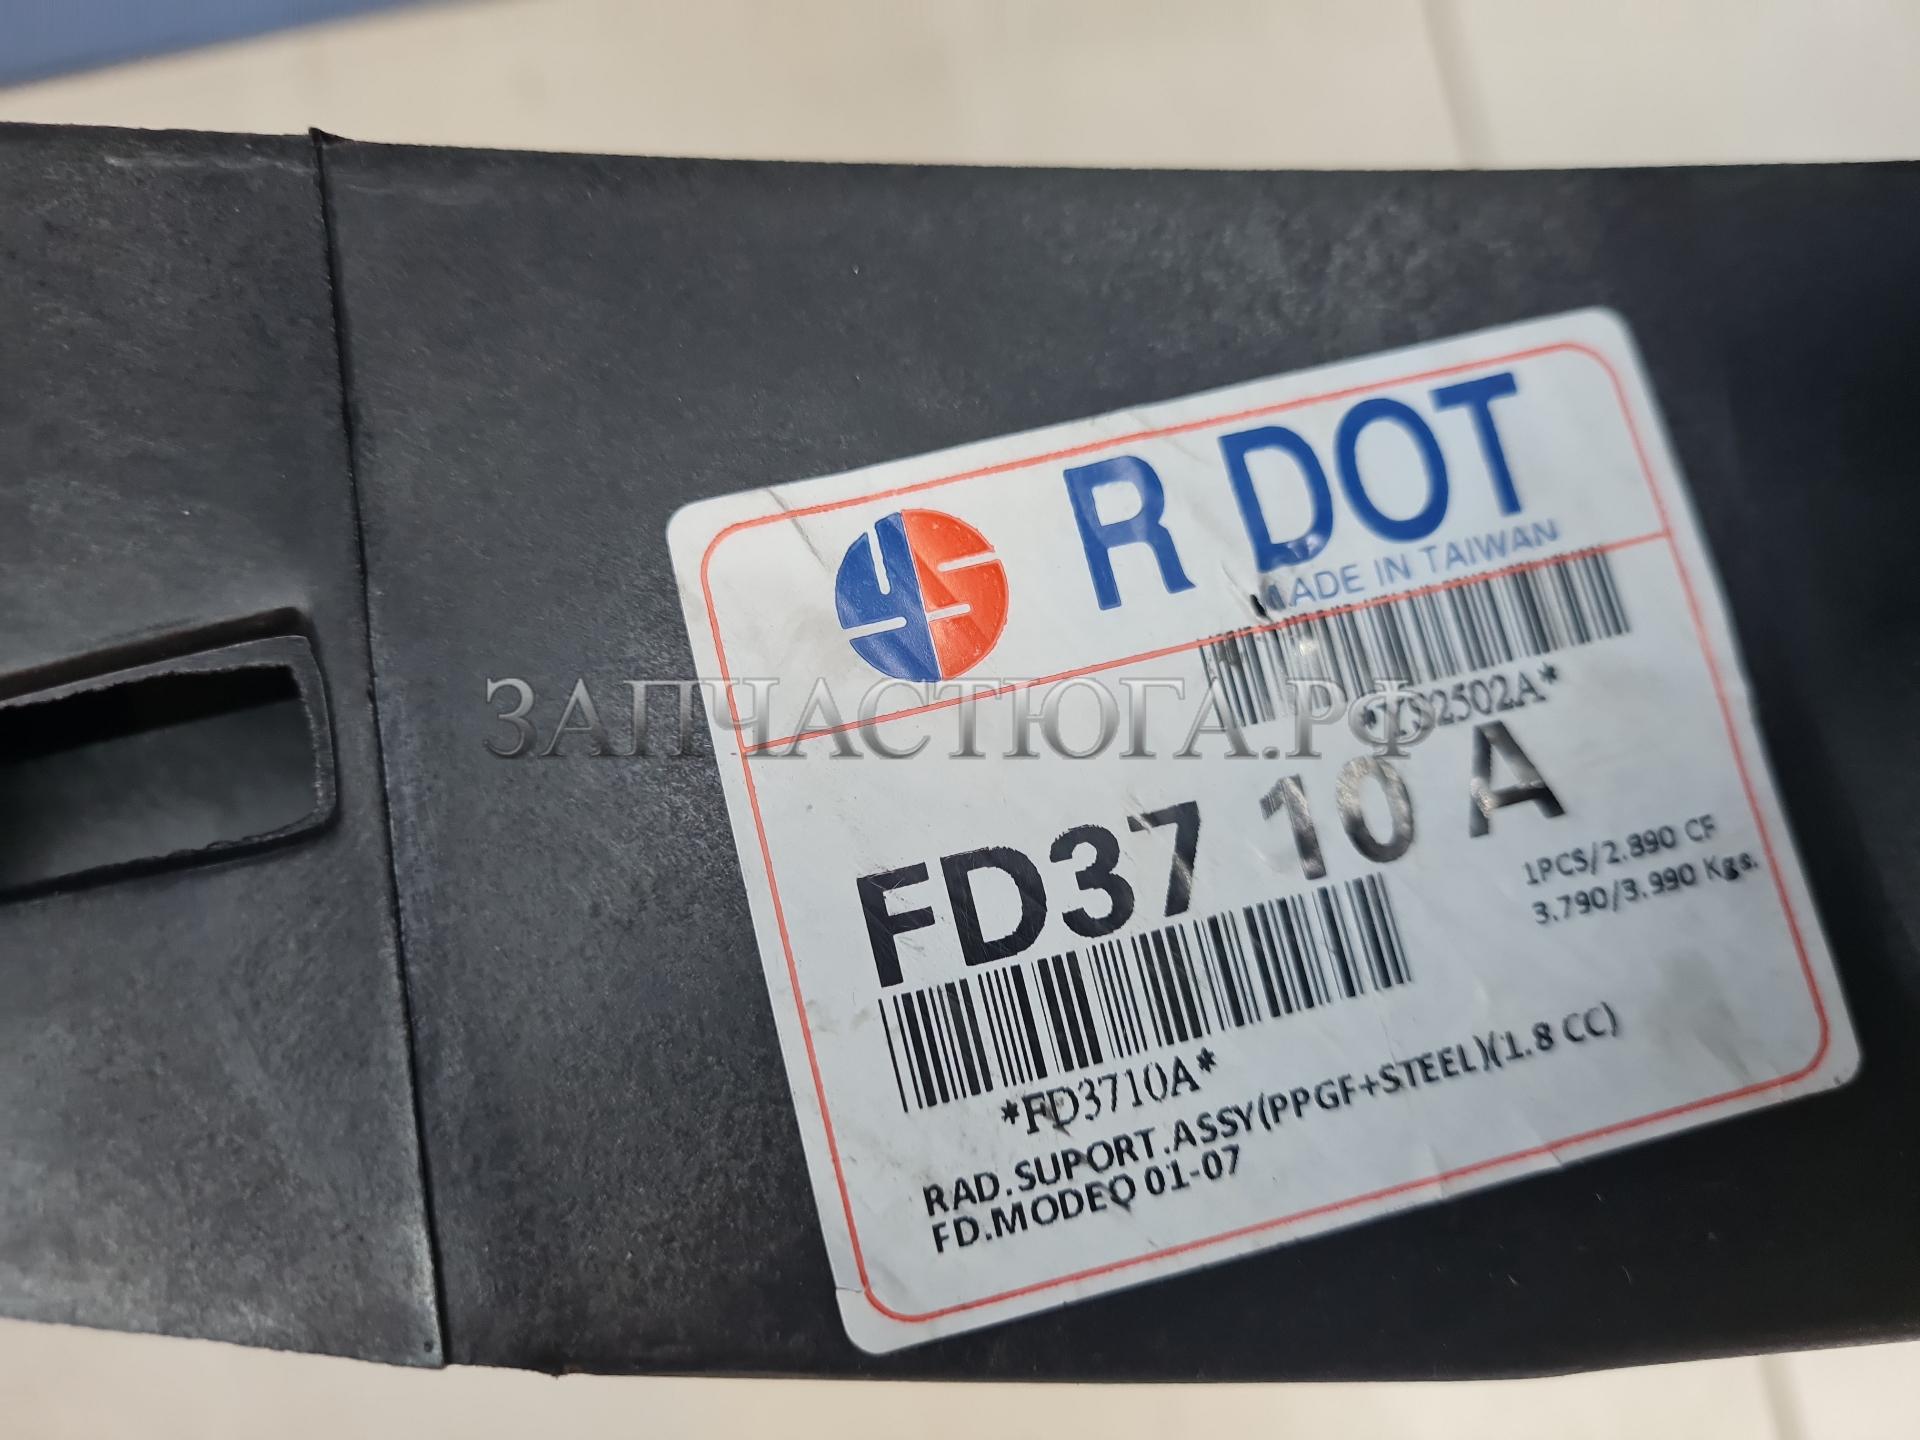 YS R DOT
MADE IN TAIWAN
*YS2502A*
ЗАПЧАСТЮГА.РФ
FD37 10 A
1PCS/2.890 CF
3.790/3.990 Kgs.
*FD3710A*
RAD.SUPORT.ASSY(PPGF+STEEL)(1.8 CC)
FD.MODEO 01-07